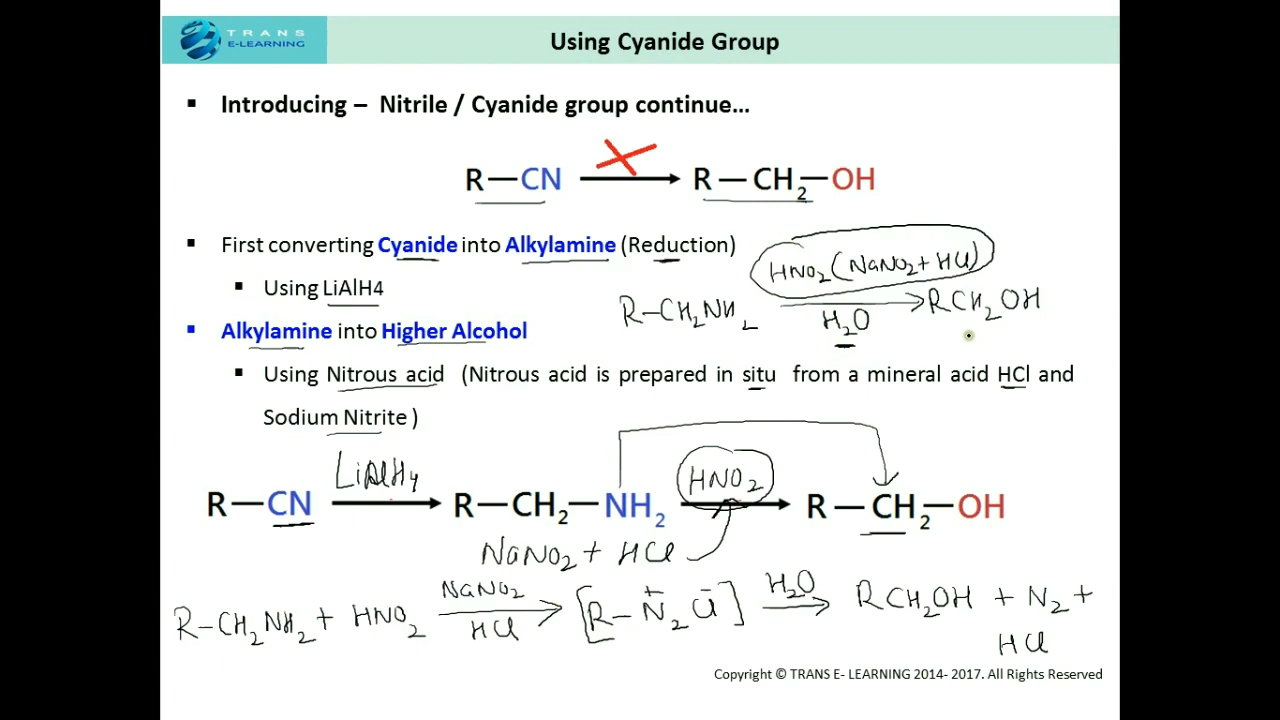 TRANS
E-LEARNING
Using Cyanide Group
▪ Introducing – Nitrile / Cyanide group continue...
R—CN → R—CH2—OH
▪ First converting Cyanide into Alkylamine (Reduction)
▪ Using LiAlH4
HNO2 (NaNO2+HCl)
R-CH2NH2 → RCH2OH
H2O
▪ Alkylamine into Higher Alcohol
▪ Using Nitrous acid (Nitrous acid is prepared in situ from a mineral acid HCl and
Sodium Nitrite )
LiAlH4 HNO2
R—CN → R—CH2—NH2 → R—CH2—OH
NaNO2 + HCl
NaNO2 H2O
R-CH2NH2 + HNO2 → [R-N+2Cl-] → RCH2OH + N2 +
HCl HCl
Copyright © TRANS E- LEARNING 2014- 2017. All Rights Reserved